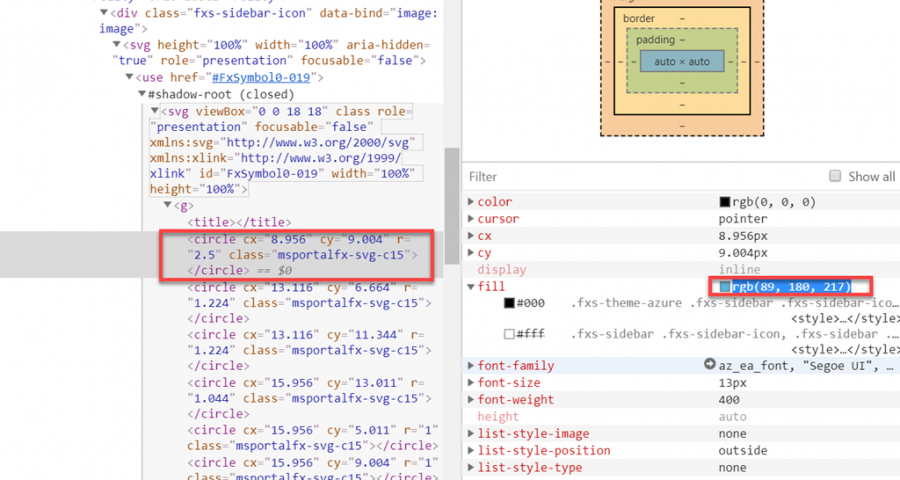 ▼<div class="fxs-sidebar-icon" data-bind="image:
image">
▼<svg height="100%" width="100%" aria-hidden=
"true" role="presentation" focusable="false">
▼<use href="#FxSymbol0-019">
▼#shadow-root (closed)
▼<svg viewBox="0 0 18 18" class role=
"presentation" focusable="false"
xmlns:svg="http://www.w3.org/2000/svg"
xmlns:xlink="http://www.w3.org/1999/
xlink" id="FxSymbol0-019" width="100%"
height="100%">
▼<g>
<title></title>
<circle cx="8.956" cy="9.004" r=
"2.5" class="msportalfx-svg-c15">
</circle> == $0
<circle cx="13.116" cy="6.664" r=
"1.224" class="msportalfx-svg-c15">
</circle>
<circle cx="13.116" cy="11.344" r=
"1.224" class="msportalfx-svg-c15">
</circle>
<circle cx="15.956" cy="13.011" r=
"1.044" class="msportalfx-svg-c15">
</circle>
<circle cx="15.956" cy="5.011" r="1"
class="msportalfx-svg-c15"></circle>
<circle cx="15.956" cy="9.004" r="1"
class="msportalfx-svg-c15"></circle>
border –
padding –
– – – auto × auto – – –
–
–
–
Filter Show all
color rgb(0, 0, 0)
cursor pointer
cx 8.956px
cy 9.004px
display inline
fill rgb(89, 180, 217)
#000 .fxs-theme-azure .fxs-sidebar .fxs-sidebar-ico…
<style>…</style>
#fff .fxs-sidebar .fxs-sidebar-icon, .fxs-sidebar …
<style>…</style>
font-family az_ea_font, "Segoe UI", …
font-size 13px
font-weight 400
height auto
list-style-image none
list-style-position outside
list-style-type none